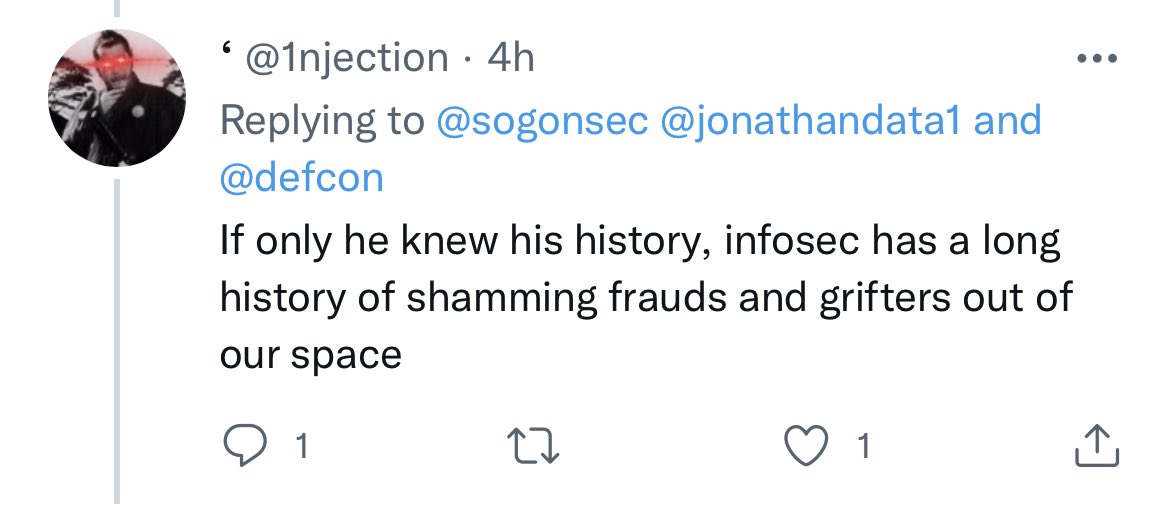 ‘ @1njection · 4h
Replying to @sogonsec @jonathandata1 and
@defcon
If only he knew his history, infosec has a long
history of shamming frauds and grifters out of
our space
1 1